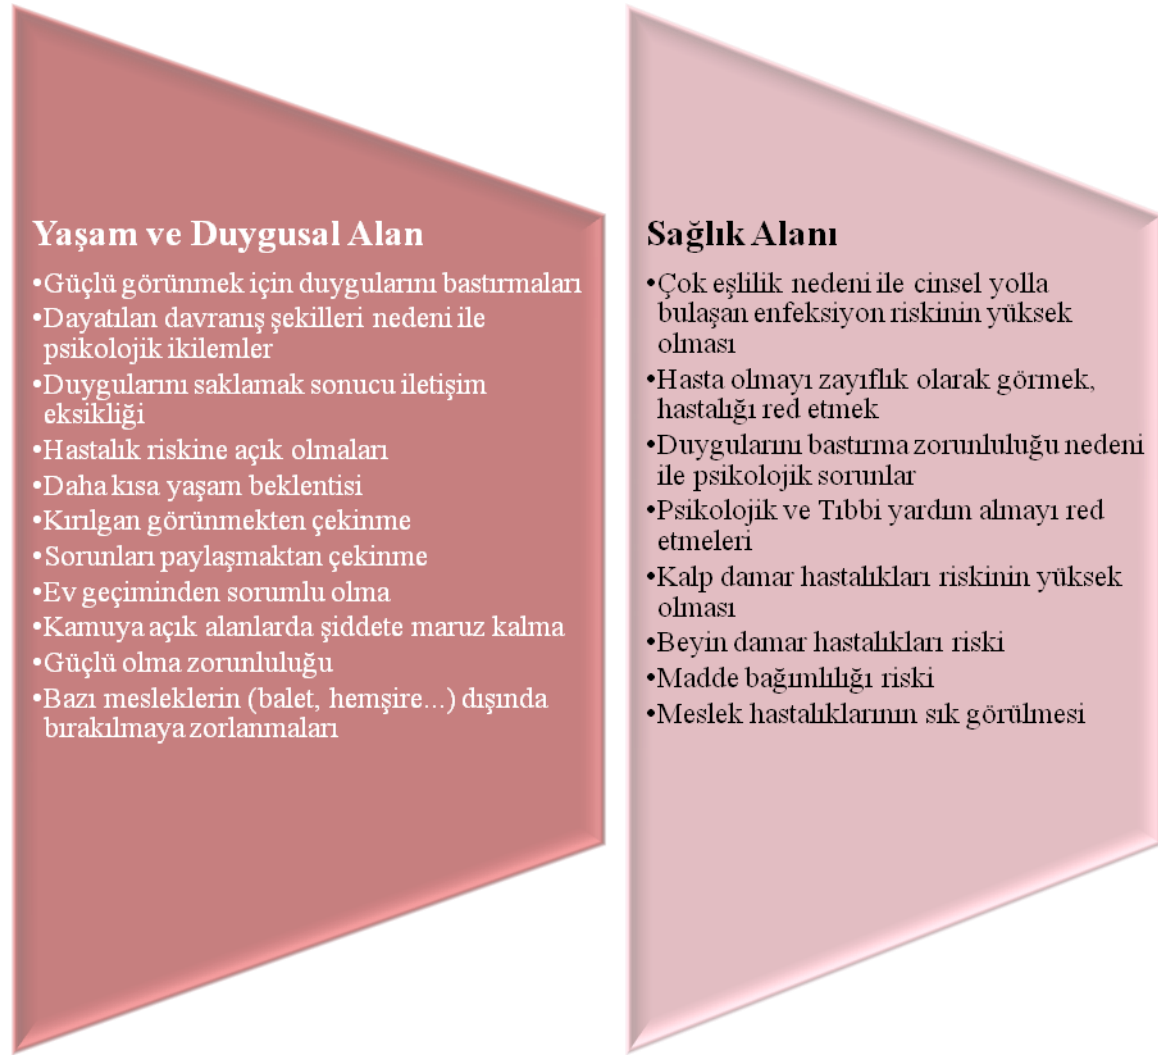 Yaşam ve Duygusal Alan
•Güçlü görünmek için duygularını bastırmaları
•Dayatılan davranış şekilleri nedeni ile
psikolojik ikilemler
•Duygularını saklamak sonucu iletişim
eksikliği
•Hastalık riskine açık olmaları
•Daha kısa yaşam beklentisi
•Kırılgan görünmekten çekinme
•Sorunları paylaşmaktan çekinme
•Ev geçiminden sorumlu olma
•Kamuya açık alanlarda şiddete maruz kalma
•Güçlü olma zorunluluğu
•Bazı mesleklerin (balet, hemşire...) dışında
bırakılmaya zorlanmaları
Sağlık Alanı
•Çok eşlilik nedeni ile cinsel yolla
bulaşan enfeksiyon riskinin yüksek
olması
•Hasta olmayı zayıflık olarak görmek,
hastalığı red etmek
•Duygularını bastırma zorunluluğu nedeni
ile psikolojik sorunlar
•Psikolojik ve Tıbbi yardım almayı red
etmeleri
•Kalp damar hastalıkları riskinin yüksek
olması
•Beyin damar hastalıkları riski
•Madde bağımlılığı riski
•Meslek hastalıklarının sık görülmesi